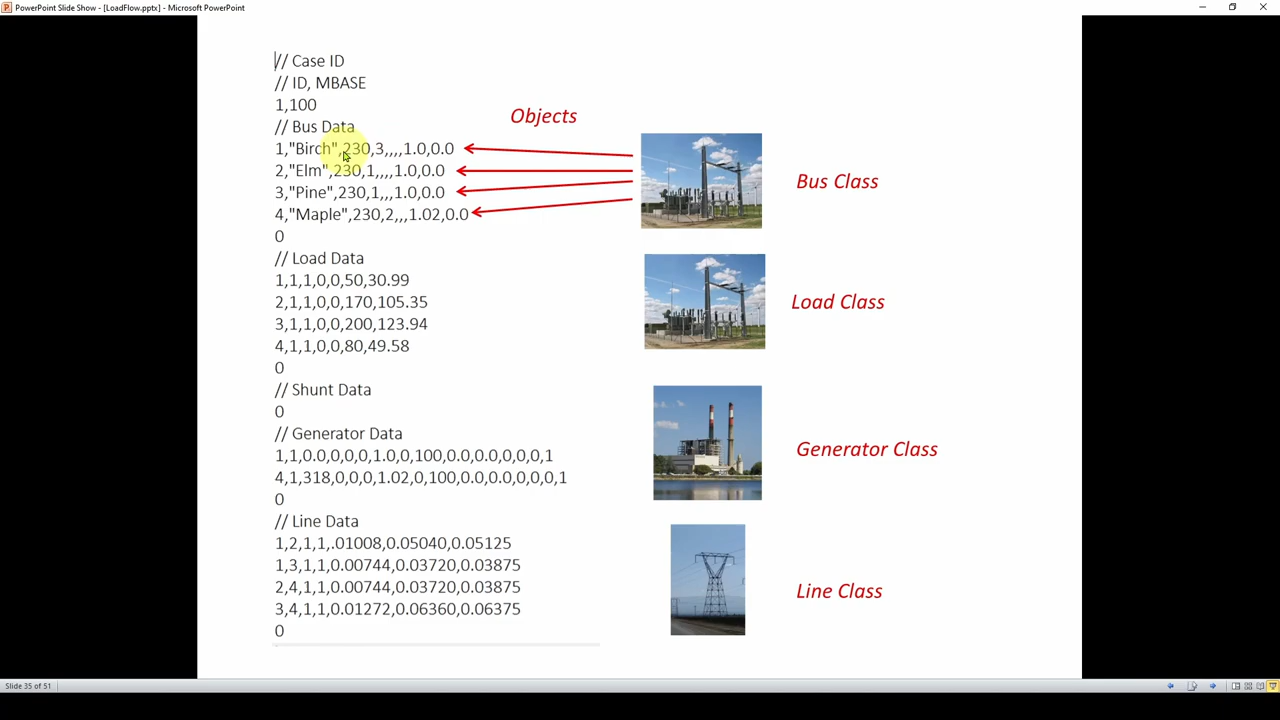 PowerPoint Slide Show - [LoadFlow.pptx] - Microsoft PowerPoint
// Case ID
// ID, MBASE
1,100
// Bus Data
1,"Birch",230,3,,,,1.0,0.0
2,"Elm",230,1,,,,1.0,0.0
3,"Pine",230,1,,,,1.0,0.0
4,"Maple",230,2,,,,1.02,0.0
0
// Load Data
1,1,1,0,0,50,30.99
2,1,1,0,0,170,105.35
3,1,1,0,0,200,123.94
4,1,1,0,0,80,49.58
0
// Shunt Data
0
// Generator Data
1,1,0.0,0,0,0,1.0,0,100,0.0,0.0,0,0,0,1
4,1,318,0,0,0,1.02,0,100,0.0,0.0,0,0,0,1
0
// Line Data
1,2,1,1,.01008,0.05040,0.05125
1,3,1,1,0.00744,0.03720,0.03875
2,4,1,1,0.00744,0.03720,0.03875
3,4,1,1,0.01272,0.06360,0.06375
0
Objects
Bus Class
Load Class
Generator Class
Line Class
Slide 35 of 51